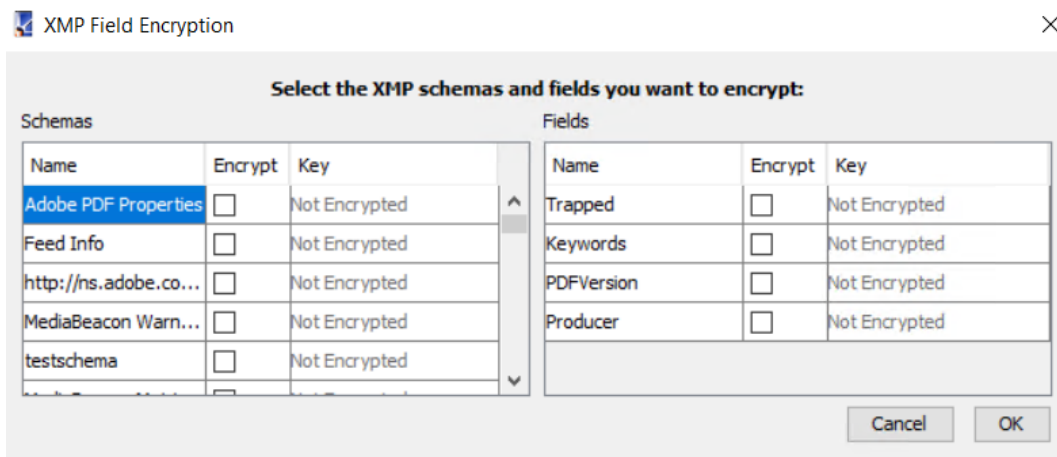 XMP Field Encryption
Select the XMP schemas and fields you want to encrypt:
Schemas
Name Encrypt Key
Adobe PDF Properties Not Encrypted
Feed Info Not Encrypted
http://ns.adobe.co... Not Encrypted
MediaBeacon Warn... Not Encrypted
testschema Not Encrypted
Fields
Name Encrypt Key
Trapped Not Encrypted
Keywords Not Encrypted
PDFVersion Not Encrypted
Producer Not Encrypted
Cancel OK